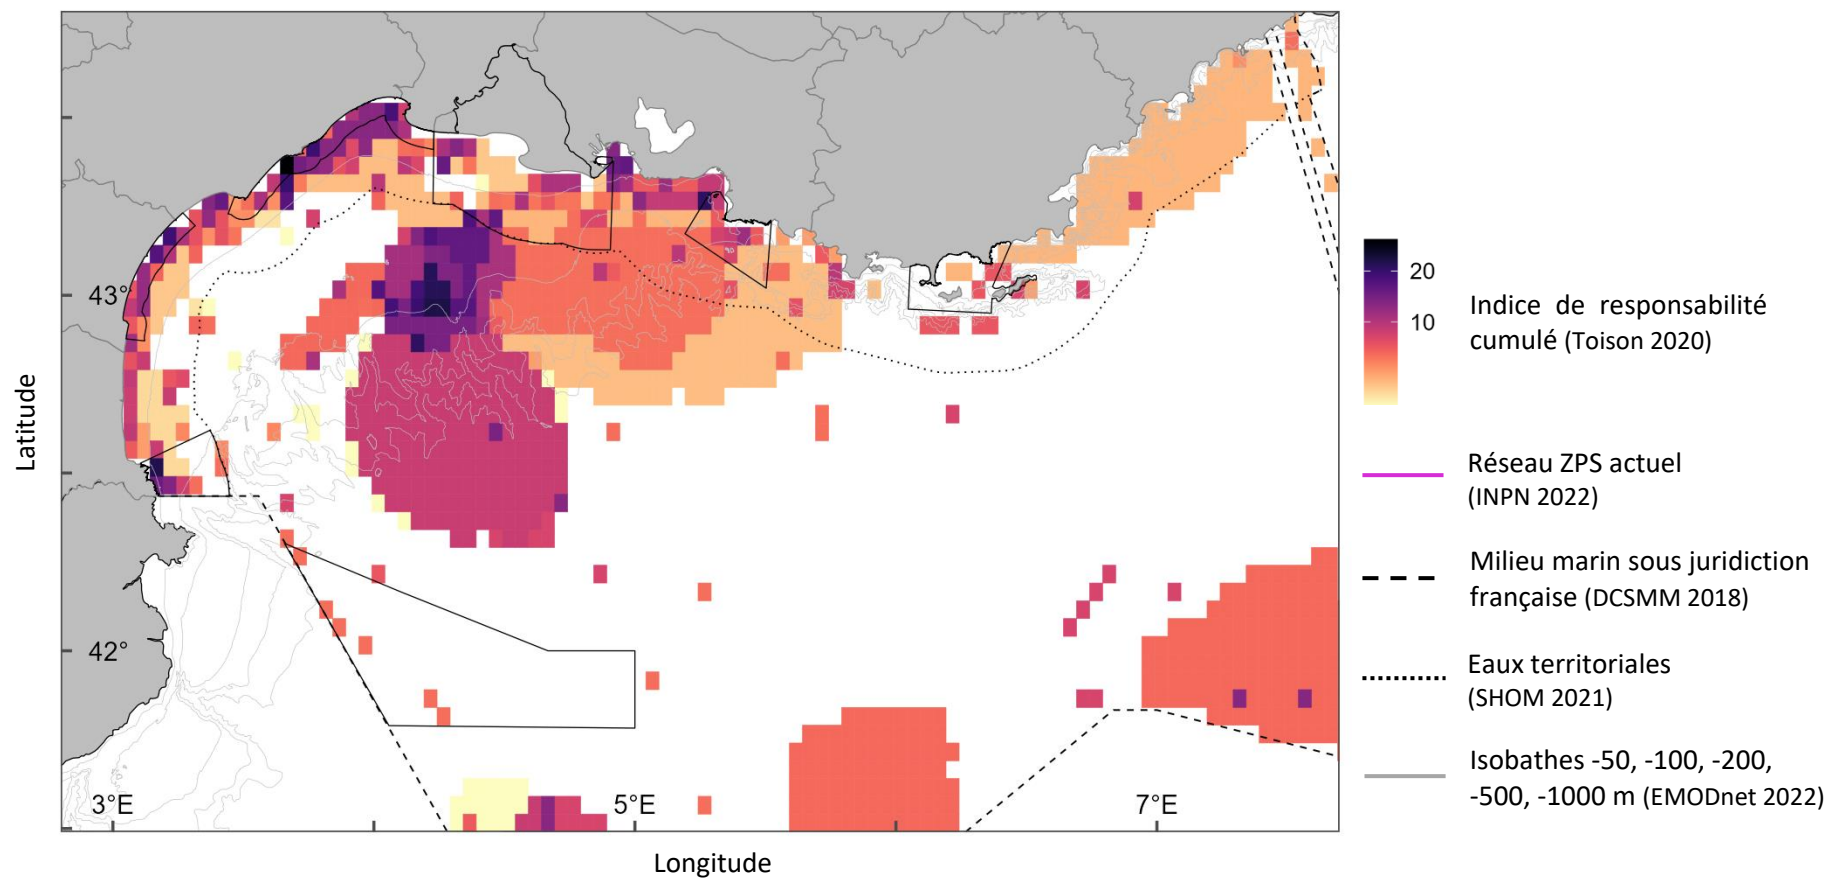 43°
42°
3°E
5°E
7°E
Latitude
Longitude
20
10
Indice de responsabilité
cumulé (Toison 2020)
Réseau ZPS actuel
(INPN 2022)
Milieu marin sous juridiction
française (DCSMM 2018)
Eaux territoriales
(SHOM 2021)
Isobathes -50, -100, -200,
-500, -1000 m (EMODnet 2022)